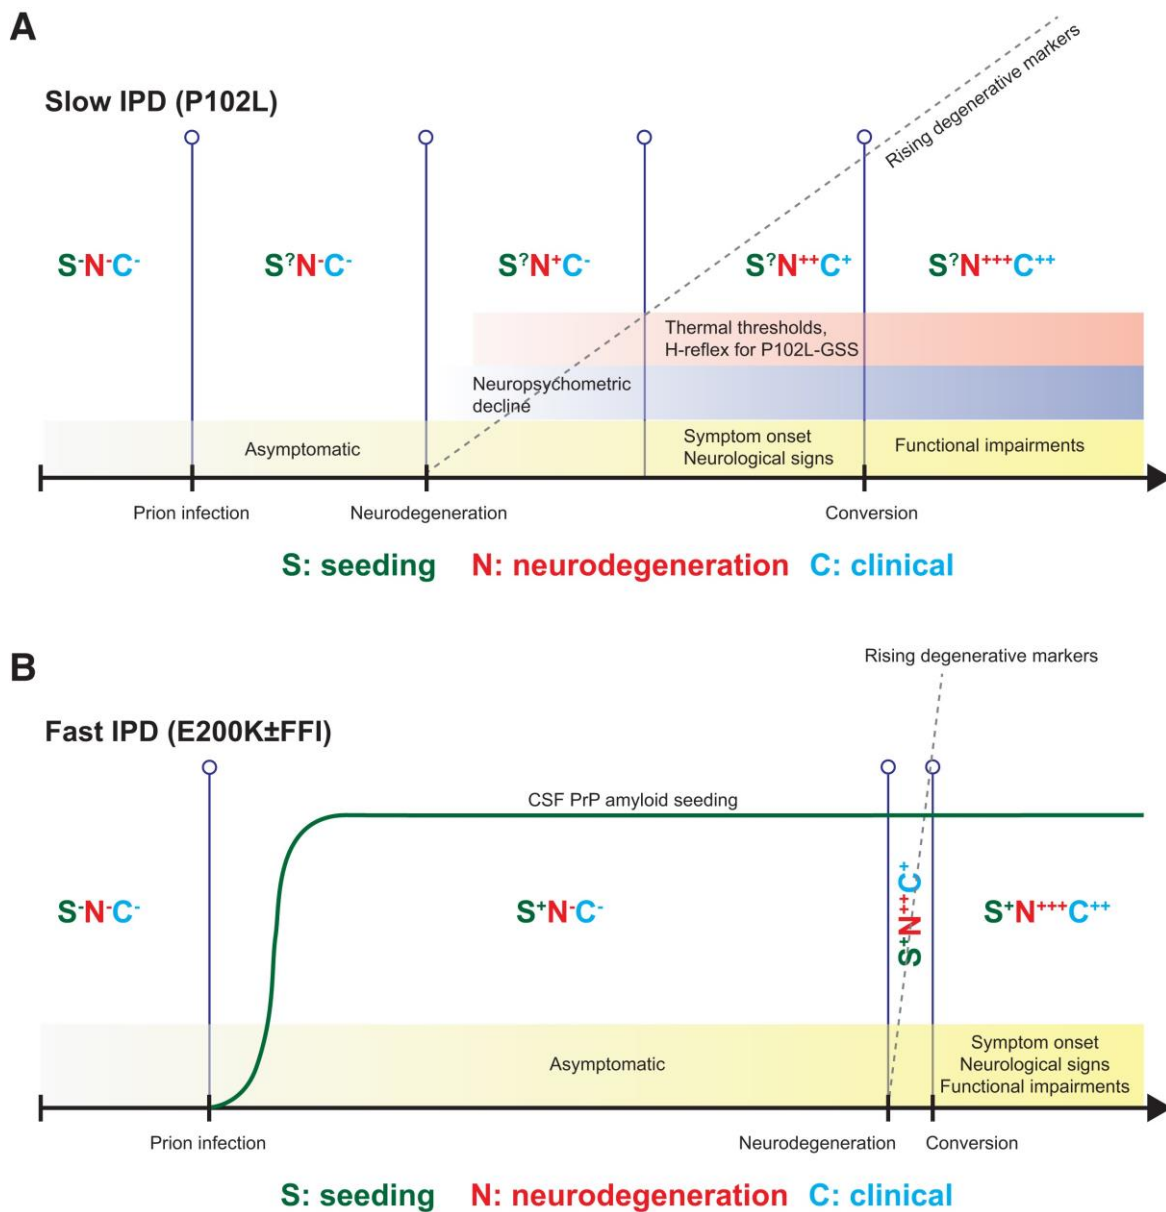 A
Slow IPD (P102L)
Rising degenerative markers
S-N-C-
S?N-C-
S?N+C-
S?N++C+
S?N+++C++
Thermal thresholds,
H-reflex for P102L-GSS
Neuropsychometric
decline
Asymptomatic
Symptom onset
Neurological signs
Functional impairments
Prion infection
Neurodegeneration
Conversion
S: seeding N: neurodegeneration C: clinical
B
Rising degenerative markers
Fast IPD (E200K±FFI)
CSF PrP amyloid seeding
S-N-C-
S+N-C-
S+N++C+
S+N+++C++
Asymptomatic
Symptom onset
Neurological signs
Functional impairments
Prion infection
Neurodegeneration
Conversion
S: seeding N: neurodegeneration C: clinical